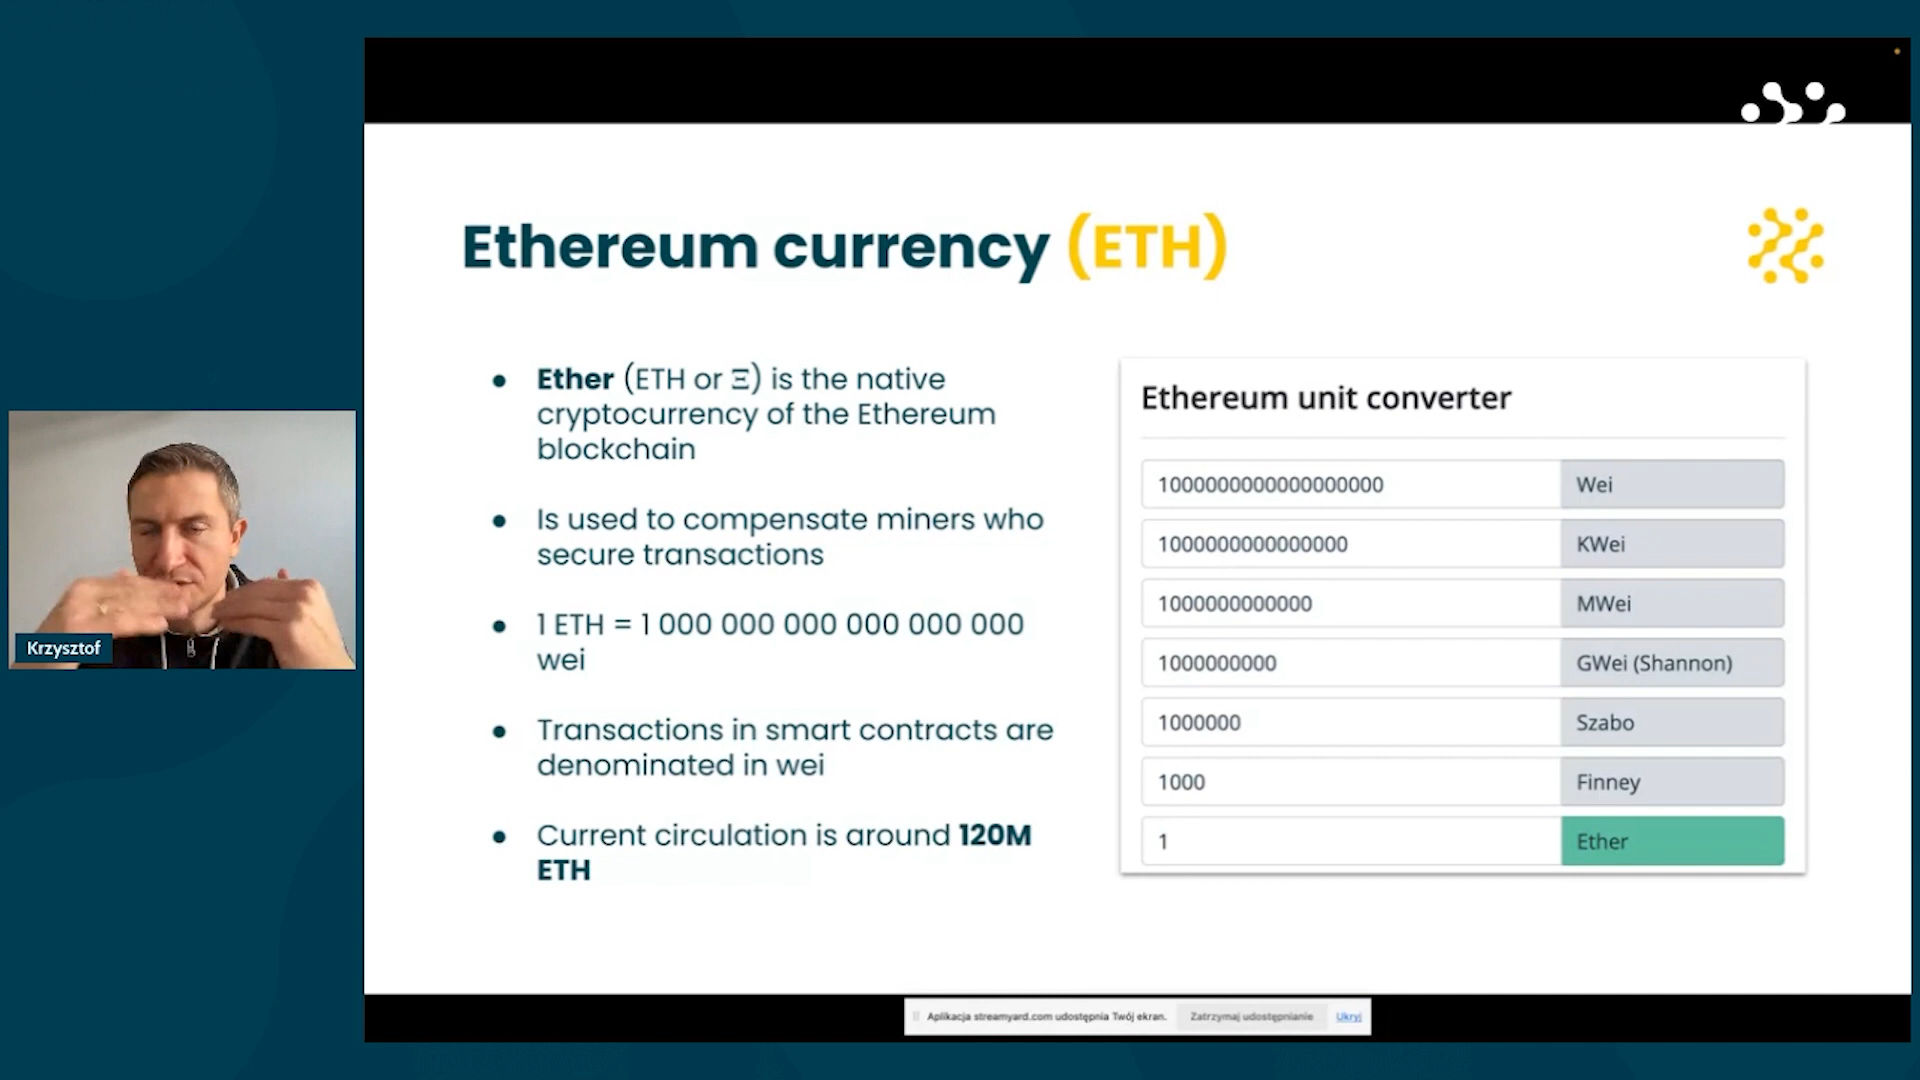 Ethereum currency (ETH)
● Ether (ETH or Ξ) is the native
cryptocurrency of the Ethereum
blockchain
● Is used to compensate miners who
secure transactions
● 1 ETH = 1 000 000 000 000 000 000
wei
● Transactions in smart contracts are
denominated in wei
● Current circulation is around 120M
ETH
Ethereum unit converter
1000000000000000000 Wei
1000000000000000 KWei
1000000000000 MWei
1000000000 GWei (Shannon)
1000000 Szabo
1000 Finney
1 Ether
Krzysztof
Aplikacja streamyard.com udostępnia Twój ekran. Zatrzymaj udostępnianie Ukryj